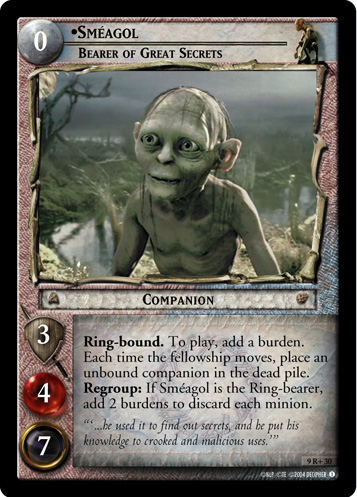 0
•Sméagol
Bearer of Great Secrets
Companion
3
4
7
Ring-bound. To play, add a burden.
Each time the fellowship moves, place an
unbound companion in the dead pile.
Regroup: If Sméagol is the Ring-bearer,
add 2 burdens to discard each minion.
“‘...he used it to find out secrets, and he put his
knowledge to crooked and malicious uses.’”
9 R+ 30
2004 DECIPHER